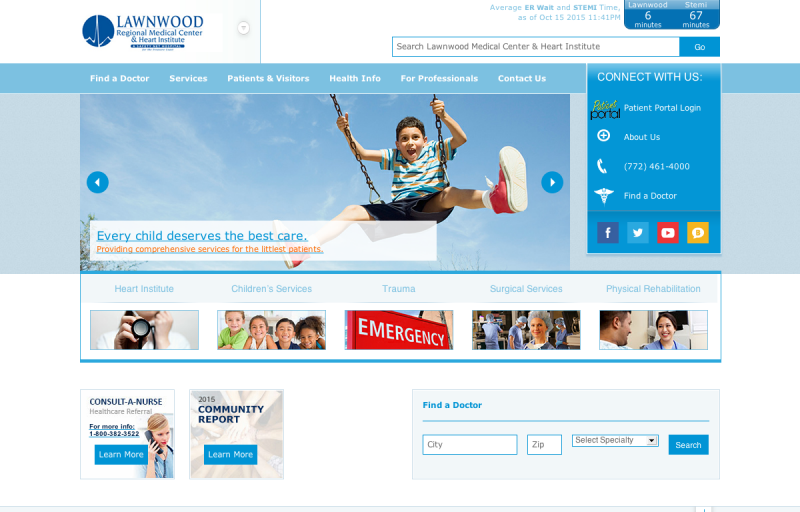 LAWNWOOD
Regional Medical Center
& Heart Institute
Average ER Wait and STEMI Time,
as of Oct 15 2015 11:41PM
Lawnwood
6
minutes
Stemi
67
minutes
Search Lawnwood Medical Center & Heart Institute
Go
Find a Doctor
Services
Patients & Visitors
Health Info
For Professionals
Contact Us
CONNECT WITH US:
Patient portal
Patient Portal Login
About Us
(772) 461-4000
Find a Doctor
Every child deserves the best care.
Providing comprehensive services for the littlest patients.
Heart Institute
Children's Services
Trauma
Surgical Services
Physical Rehabilitation
EMERGENCY
CONSULT-A-NURSE
Healthcare Referral
For more info:
1-800-382-3522
Learn More
2015
COMMUNITY
REPORT
Learn More
Find a Doctor
City
Zip
Select Specialty
Search